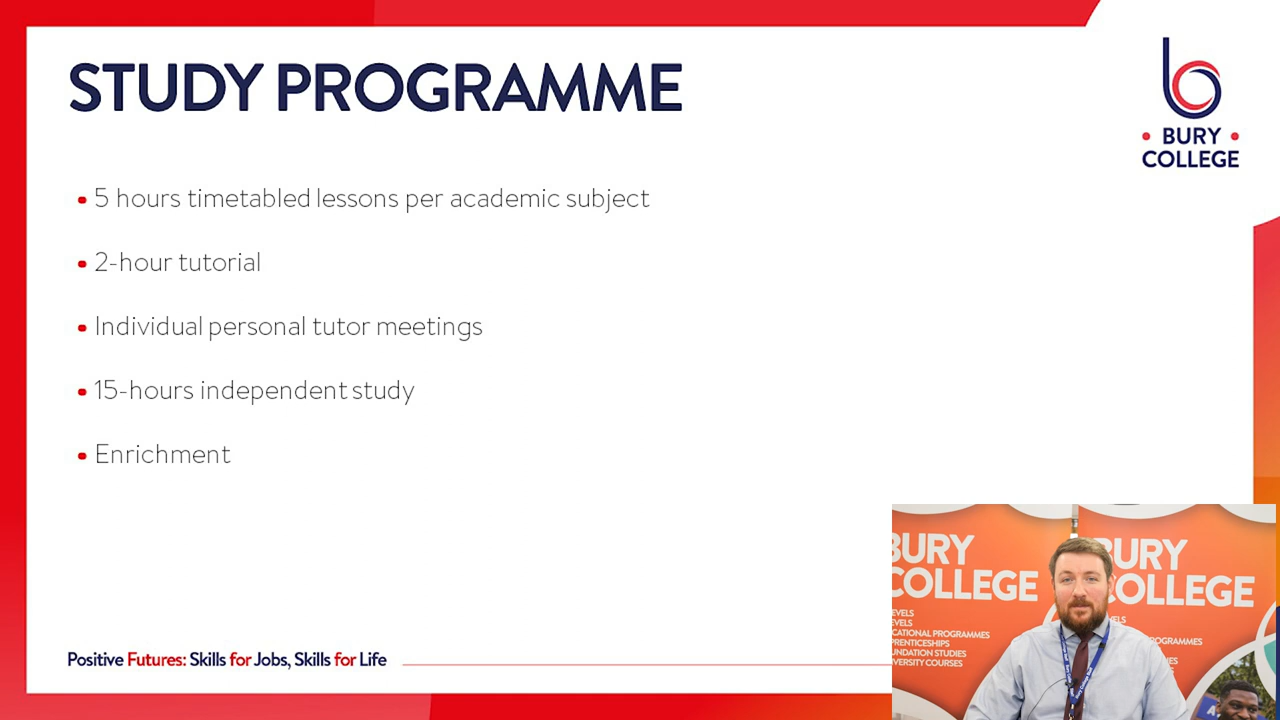 STUDY PROGRAMME
BURY
COLLEGE
5 hours timetabled lessons per academic subject
2-hour tutorial
Individual personal tutor meetings
15-hours independent study
Enrichment
Positive Futures: Skills for Jobs, Skills for Life
BURY
COLLEGE
BURY
COLLEGE